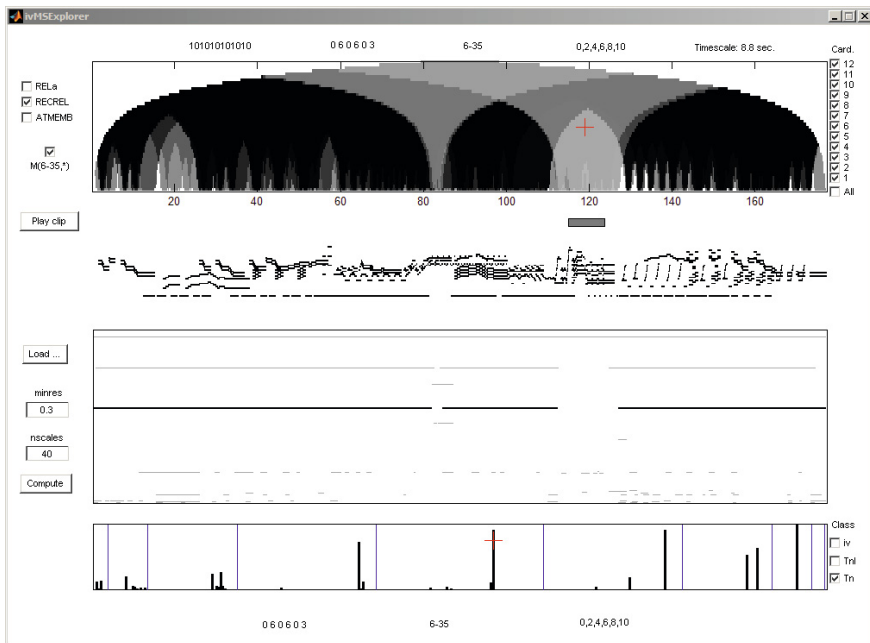 ivMSExplorer
101010101010 0 6 0 6 0 3 6-35 0,2,4,6,8,10 Timescale: 8.8 sec. Card.
12
11
10
9
8
7
6
5
4
3
2
1
All
RELa
RECREL
ATMEMB
M(6-35,*)
20 40 60 80 100 120 140 160
Play clip
Load ...
minres
0.3
nscales
40
Compute
Class
iv
TnI
Tn
0 6 0 6 0 3 6-35 0,2,4,6,8,10